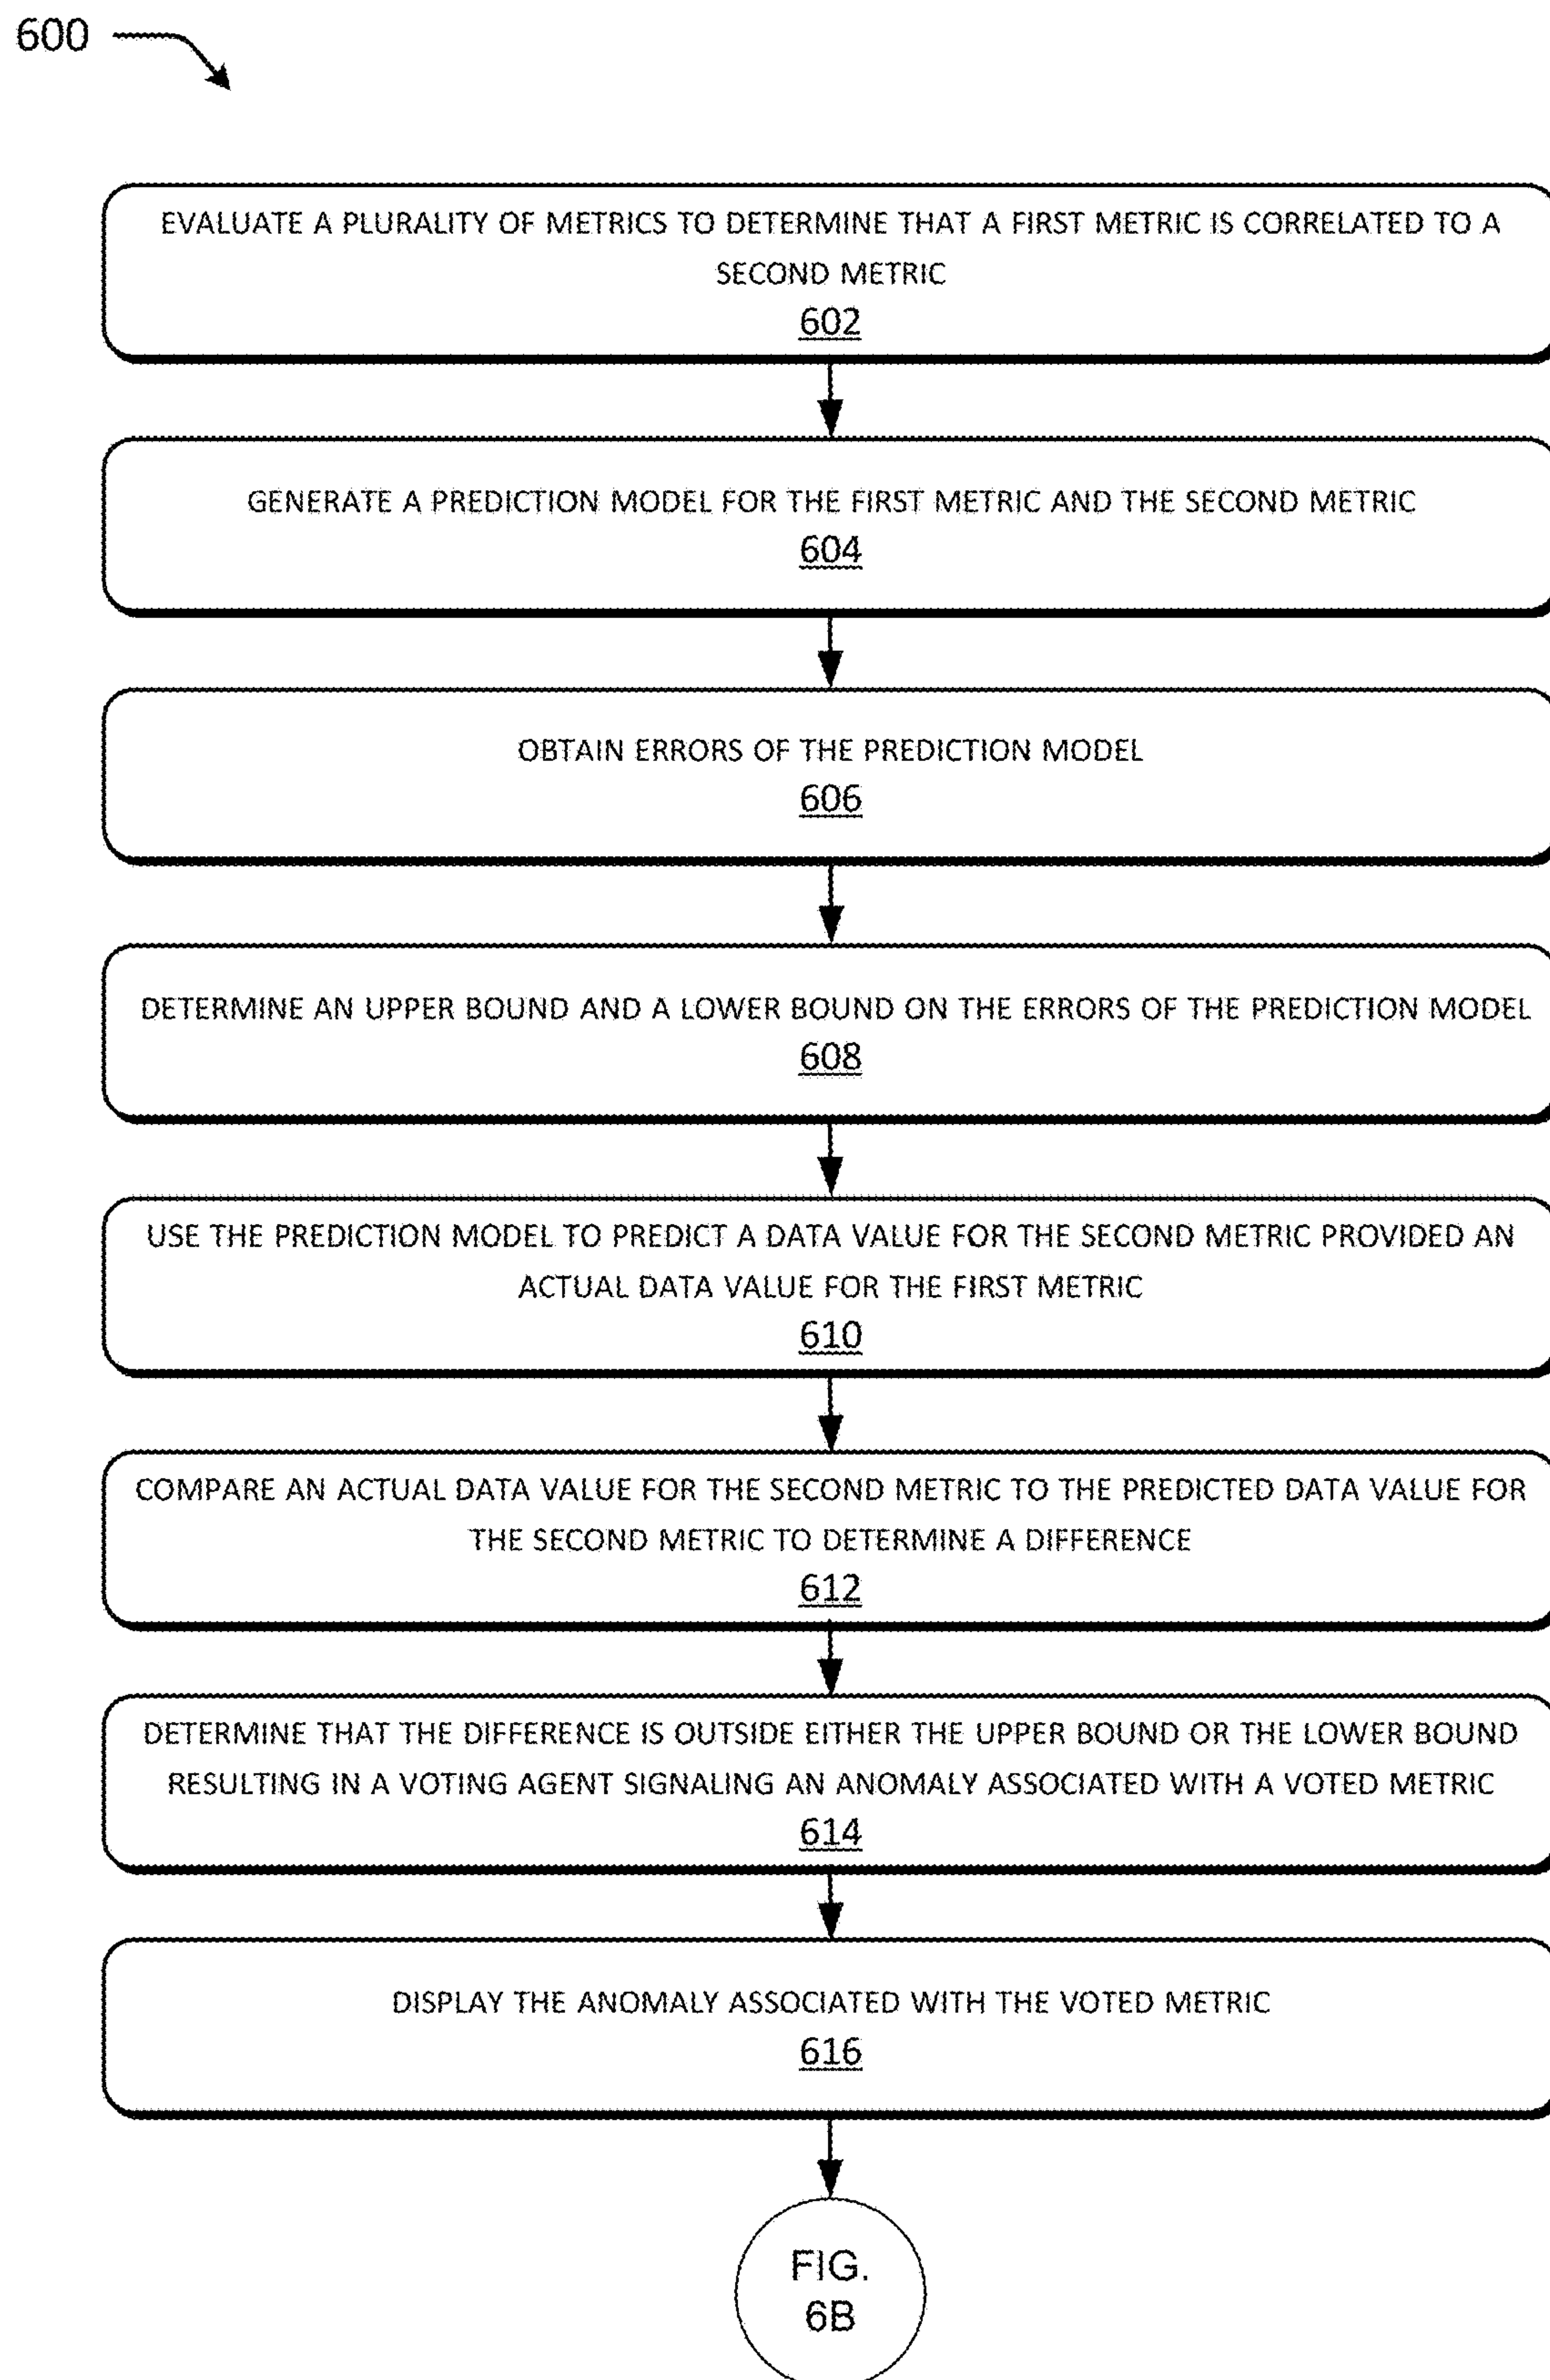 600
EVALUATE A PLURALITY OF METRICS TO DETERMINE THAT A FIRST METRIC IS CORRELATED TO A
SECOND METRIC
602
GENERATE A PREDICTION MODEL FOR THE FIRST METRIC AND THE SECOND METRIC
604
OBTAIN ERRORS OF THE PREDICTION MODEL
606
DETERMINE AN UPPER BOUND AND A LOWER BOUND ON THE ERRORS OF THE PREDICTION MODEL
608
USE THE PREDICTION MODEL TO PREDICT A DATA VALUE FOR THE SECOND METRIC PROVIDED AN
ACTUAL DATA VALUE FOR THE FIRST METRIC
610
COMPARE AN ACTUAL DATA VALUE FOR THE SECOND METRIC TO THE PREDICTED DATA VALUE FOR
THE SECOND METRIC TO DETERMINE A DIFFERENCE
612
DETERMINE THAT THE DIFFERENCE IS OUTSIDE EITHER THE UPPER BOUND OR THE LOWER BOUND
RESULTING IN A VOTING AGENT SIGNALING AN ANOMALY ASSOCIATED WITH A VOTED METRIC
614
DISPLAY THE ANOMALY ASSOCIATED WITH THE VOTED METRIC
616
FIG.
6B